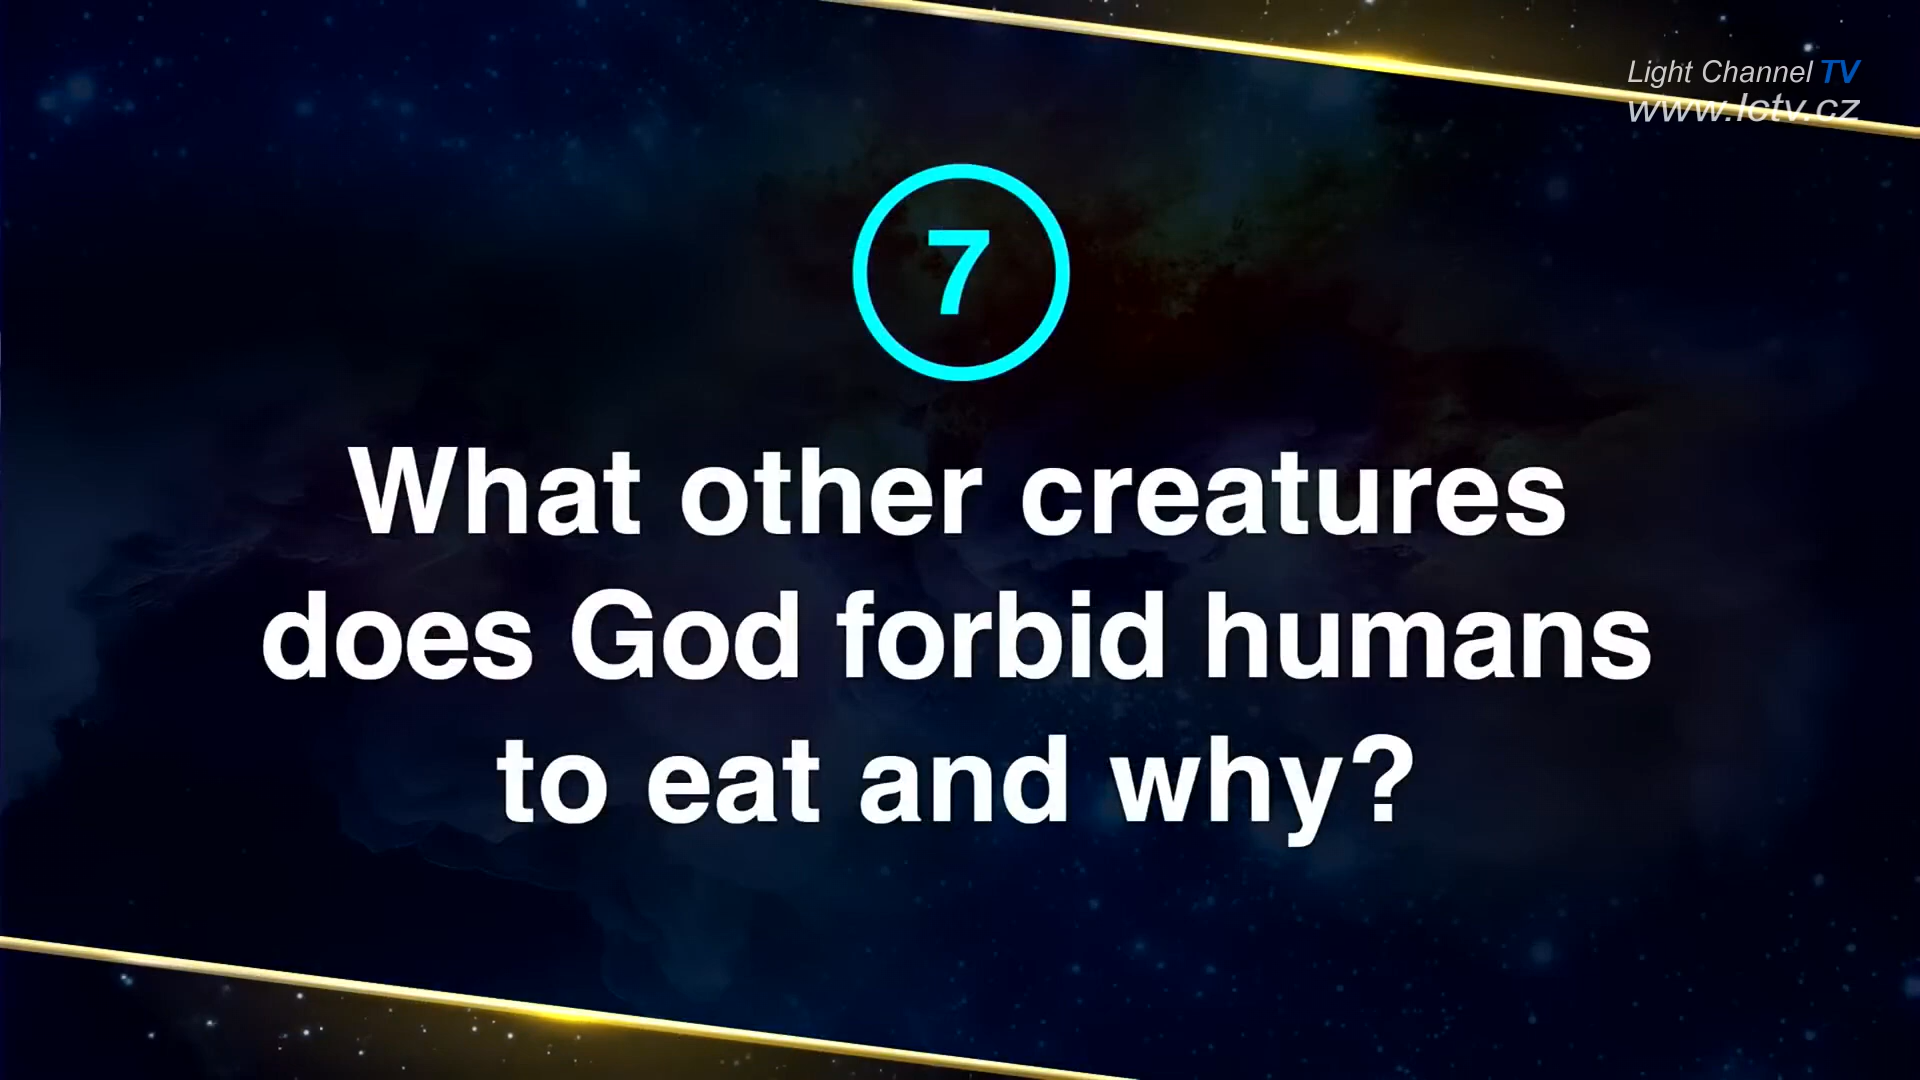 Light Channel TV
www.lctv.cz
7
What other creatures
does God forbid humans
to eat and why?